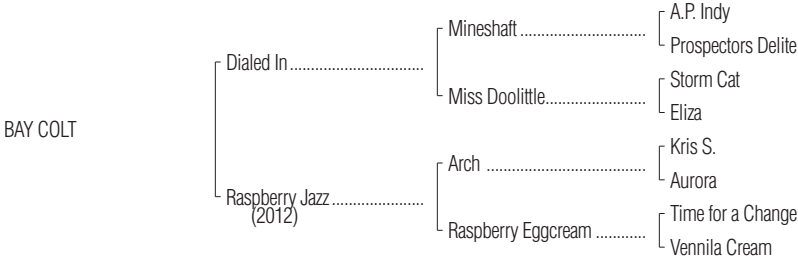 A.P. Indy
Mineshaft ..............................
Prospectors Delite
Dialed In ................................
Storm Cat
Miss Doolittle........................
Eliza
BAY COLT
Kris S.
Arch ......................................
Aurora
Raspberry Jazz ......................
(2012)
Time for a Change
Raspberry Eggcream ............
Vennila Cream